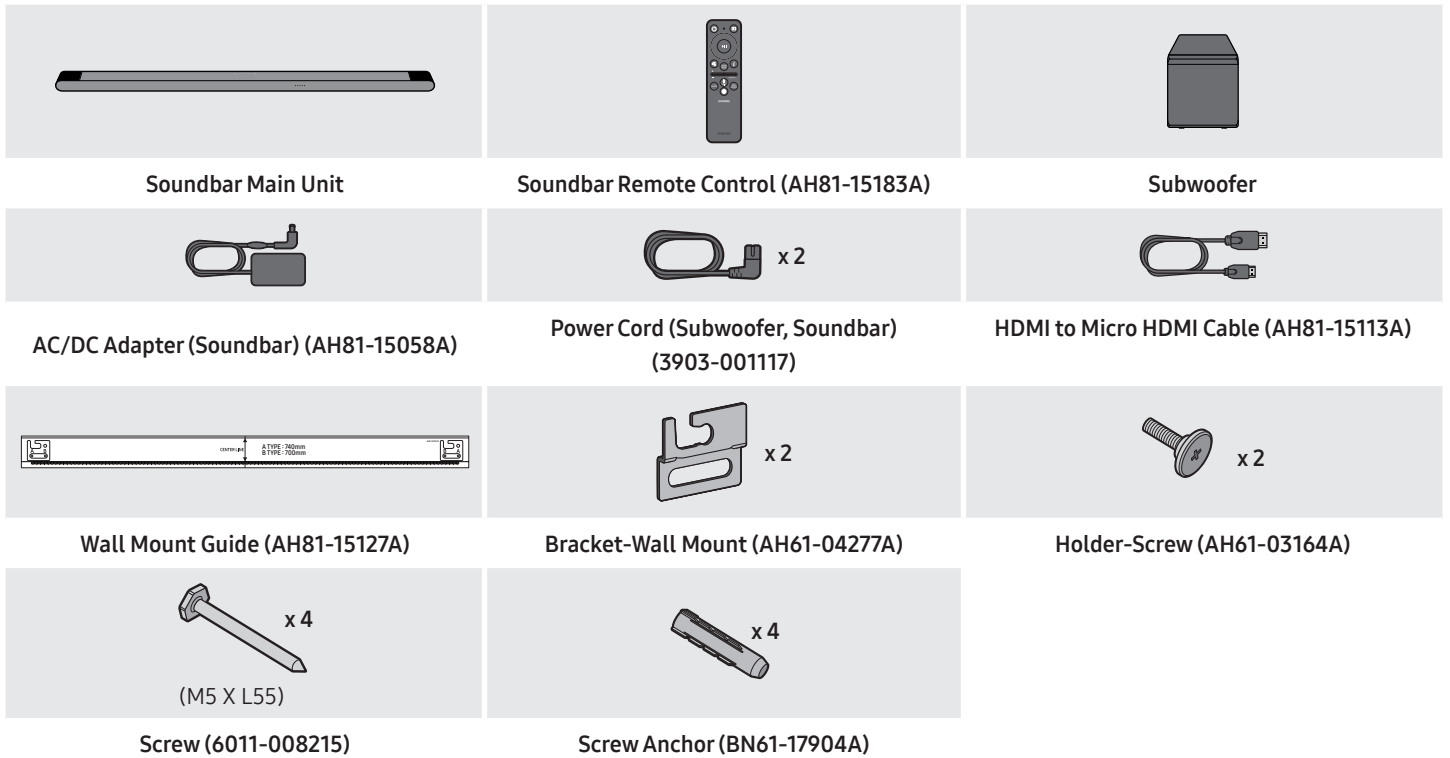 Soundbar Main Unit
Soundbar Remote Control (AH81-15183A)
Subwoofer
x 2
AC/DC Adapter (Soundbar) (AH81-15058A)
Power Cord (Subwoofer, Soundbar)
(3903-001117)
HDMI to Micro HDMI Cable (AH81-15113A)
CENTER LINE
A TYPE : 740mm
B TYPE : 700mm
x 2
x 2
Wall Mount Guide (AH81-15127A)
Bracket-Wall Mount (AH61-04277A)
Holder-Screw (AH61-03164A)
x 4
(M5 X L55)
x 4
Screw (6011-008215)
Screw Anchor (BN61-17904A)